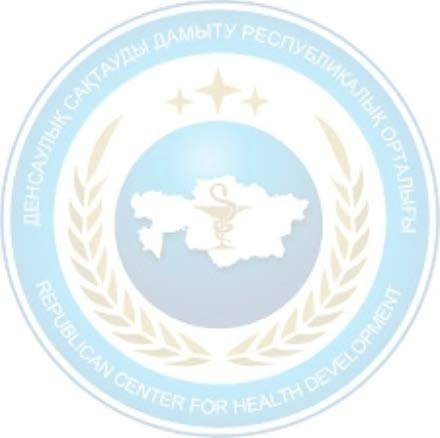 ДЕНСАУЛЫҚ САҚТАУДЫ ДАМЫТУ РЕСПУБЛИКАЛЫҚ ОРТАЛЫҒЫ
REPUBLICAN CENTER FOR HEALTH DEVELOPMENT